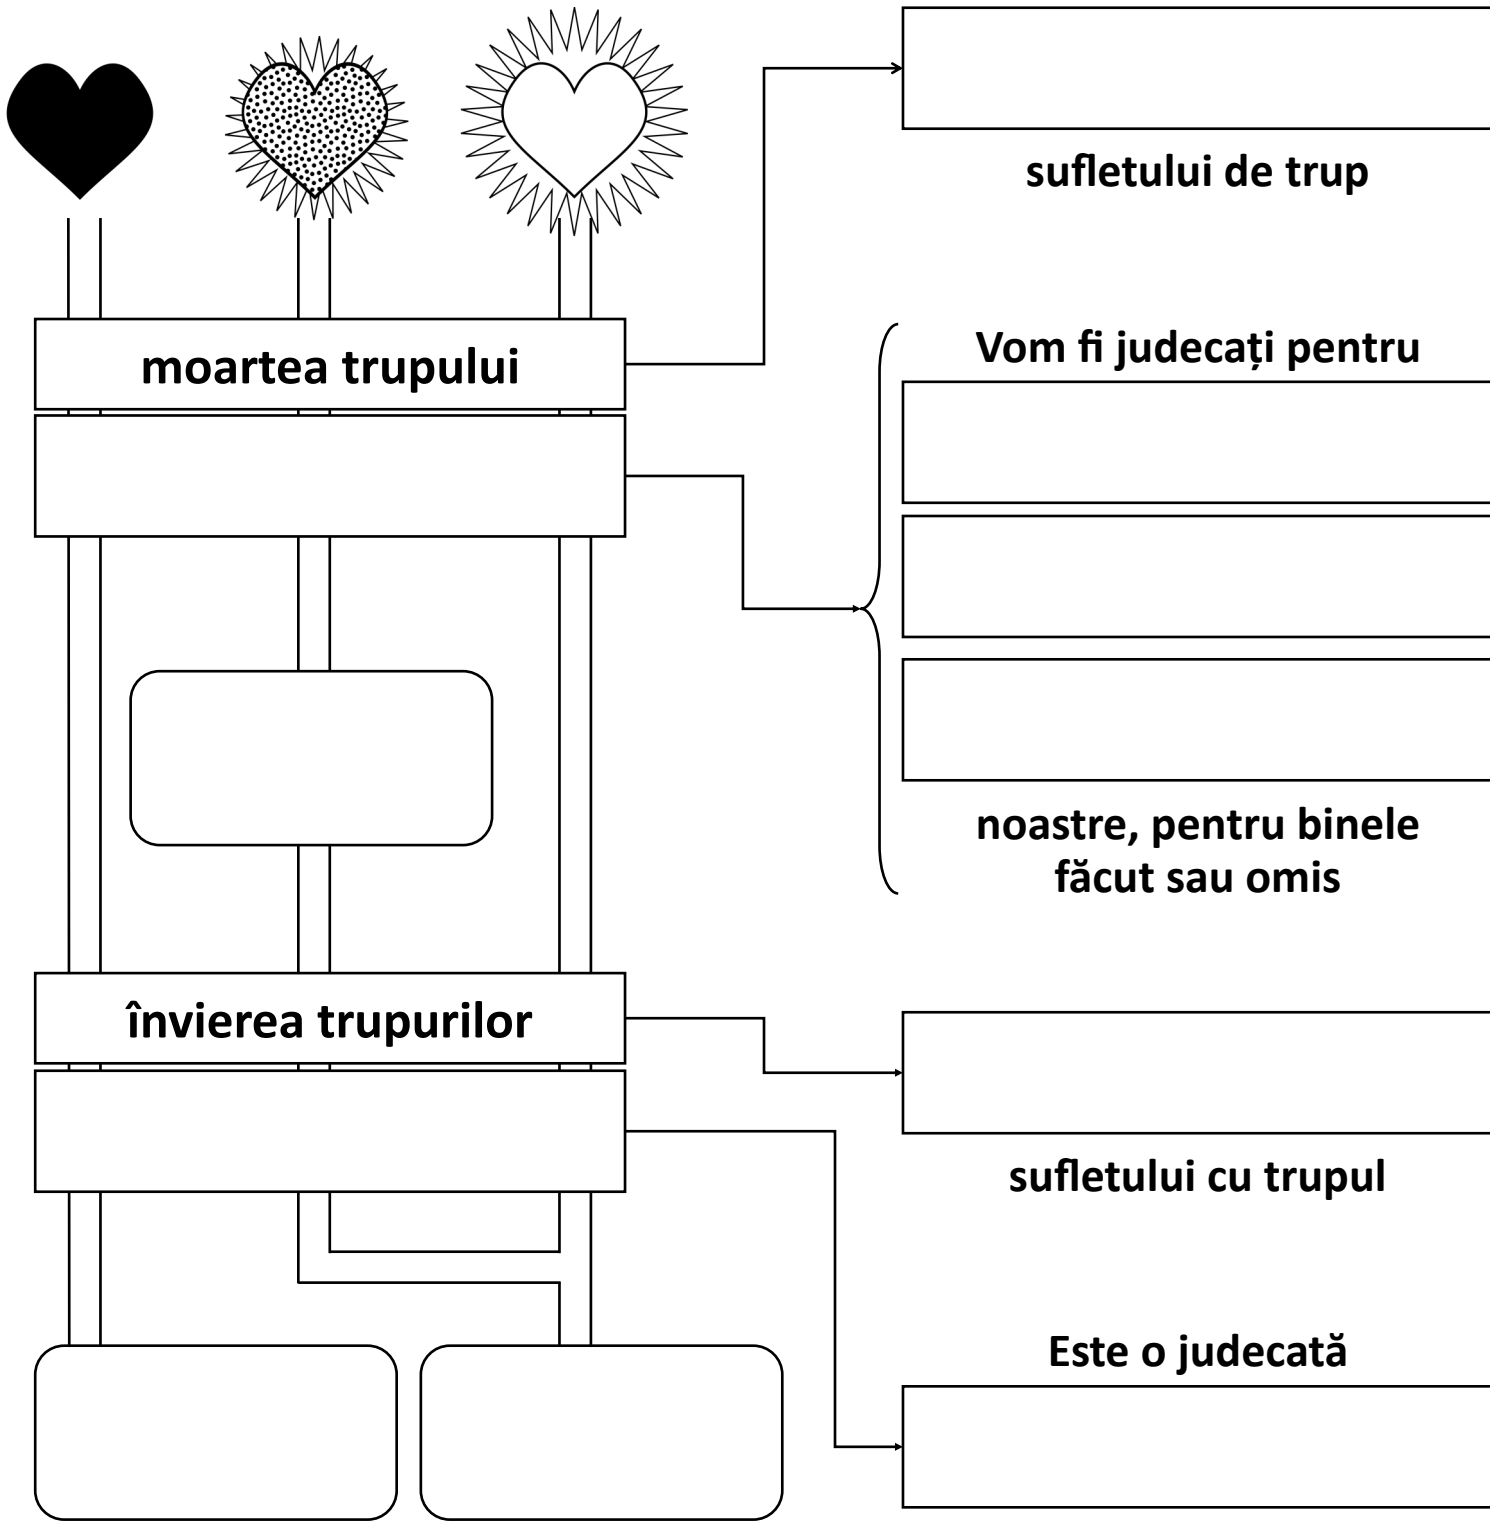 sufletului de trup
moartea trupului
Vom fi judecați pentru
noastre, pentru binele
făcut sau omis
învierea trupurilor
sufletului cu trupul
Este o judecată